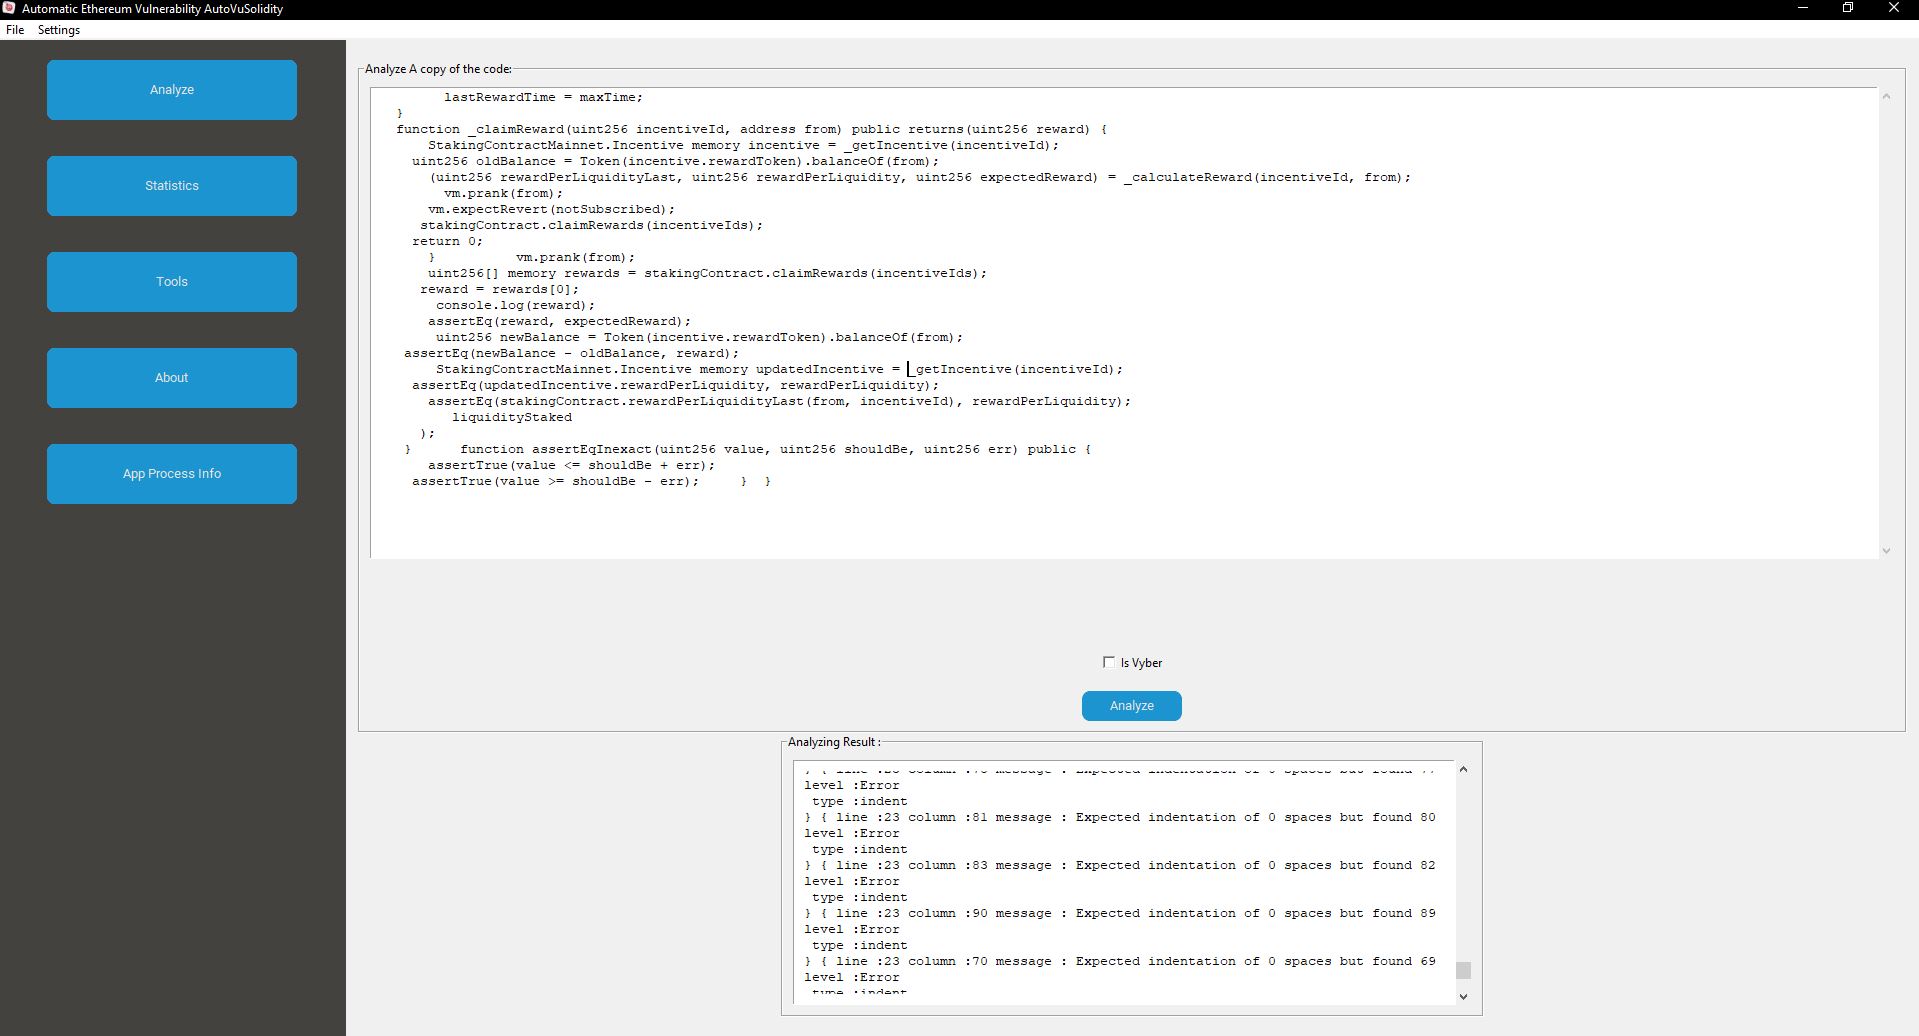 Automatic Ethereum Vulnerability AutoVuSolidity
File Settings
Analyze
Statistics
Tools
About
App Process Info
Analyze A copy of the code:
lastRewardTime = maxTime;
}
function _claimReward(uint256 incentiveId, address from) public returns(uint256 reward) {
StakingContractMainnet.Incentive memory incentive = _getIncentive(incentiveId);
uint256 oldBalance = Token(incentive.rewardToken).balanceOf(from);
(uint256 rewardPerLiquidityLast, uint256 rewardPerLiquidity, uint256 expectedReward) = _calculateReward(incentiveId, from);
vm.prank(from);
vm.expectRevert(notSubscribed);
stakingContract.claimRewards(incentiveIds);
return 0;
} vm.prank(from);
uint256[] memory rewards = stakingContract.claimRewards(incentiveIds);
reward = rewards[0];
console.log(reward);
assertEq(reward, expectedReward);
uint256 newBalance = Token(incentive.rewardToken).balanceOf(from);
assertEq(newBalance - oldBalance, reward);
StakingContractMainnet.Incentive memory updatedIncentive = _getIncentive(incentiveId);
assertEq(updatedIncentive.rewardPerLiquidity, rewardPerLiquidity);
assertEq(stakingContract.rewardPerLiquidityLast(from, incentiveId), rewardPerLiquidity);
liquidityStaked
);
} function assertEqInexact(uint256 value, uint256 shouldBe, uint256 err) public {
assertTrue(value <= shouldBe + err);
assertTrue(value >= shouldBe - err); } }
Is Vyber
Analyze
Analyzing Result :
message : Expected indentation of 0 spaces but found
level :Error
type :indent
} { line :23 column :81 message : Expected indentation of 0 spaces but found 80
level :Error
type :indent
} { line :23 column :83 message : Expected indentation of 0 spaces but found 82
level :Error
type :indent
} { line :23 column :90 message : Expected indentation of 0 spaces but found 89
level :Error
type :indent
} { line :23 column :70 message : Expected indentation of 0 spaces but found 69
level :Error
type :indent